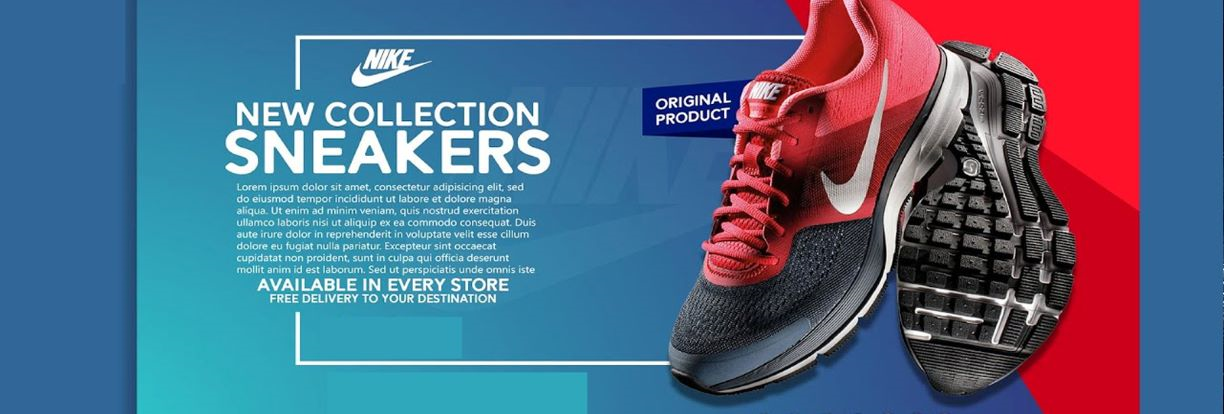 NIKE
NEW COLLECTION
SNEAKERS
Lorem ipsum dolor sit amet, consectetur adipisicing elit, sed
do eiusmod tempor incididunt ut labore et dolore magna
aliqua. Ut enim ad minim veniam, quis nostrud exercitation
ullamco laboris nisi ut aliquip ex ea commodo consequat. Duis
aute irure dolor in reprehenderit in voluptate velit esse cillum
dolore eu fugiat nulla pariatur. Excepteur sint occaecat
cupidatat non proident, sunt in culpa qui officia deserunt
mollit anim id est laborum. Sed ut perspiciatis unde omnis iste
AVAILABLE IN EVERY STORE
FREE DELIVERY TO YOUR DESTINATION
NIKE
ORIGINAL
PRODUCT
NIKE